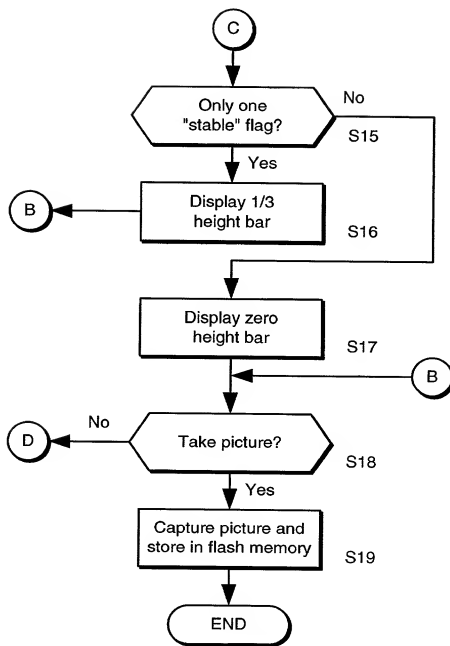 C
Only one
"stable" flag?
No
S15
Yes
Display 1/3
height bar
B
S16
Display zero
height bar
S17
B
No
D
Take picture?
S18
Yes
Capture picture and
store in flash memory
S19
END